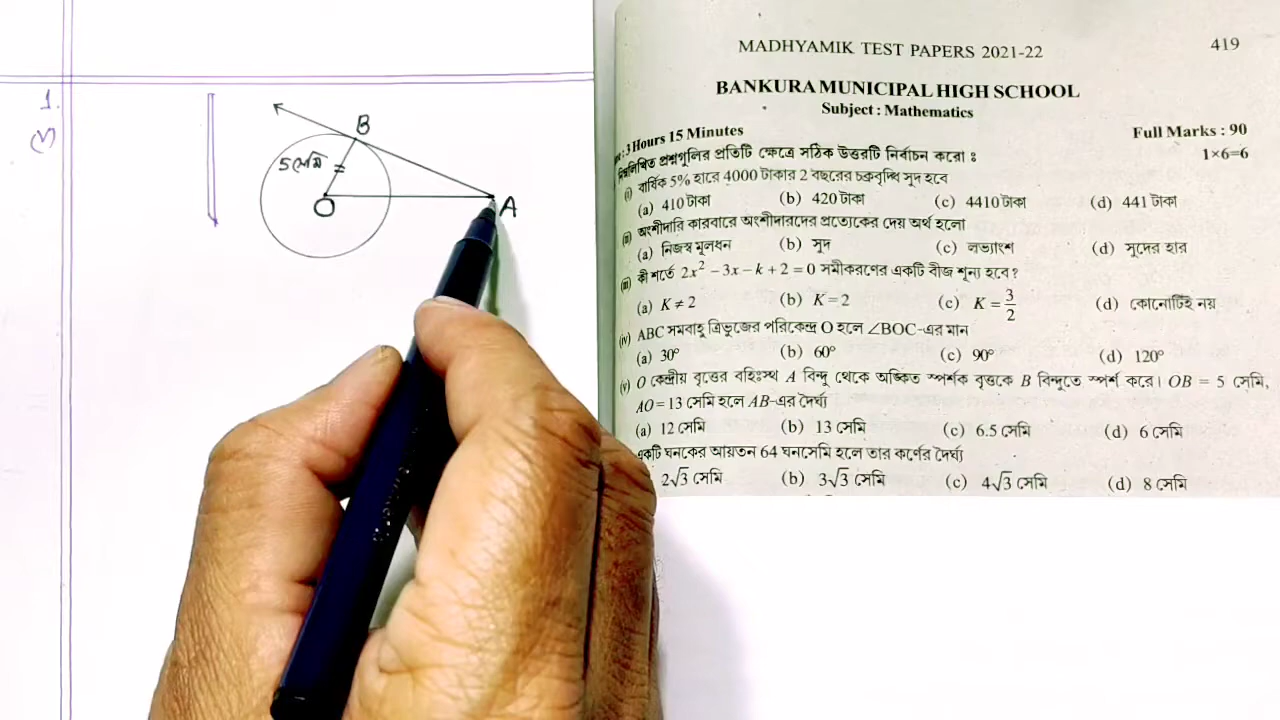 1.
(v)
B
5 সেমি
O
A
MADHYAMIK TEST PAPERS 2021-22 419
BANKURA MUNICIPAL HIGH SCHOOL
Subject : Mathematics
: 3 Hours 15 Minutes Full Marks : 90
নিম্নলিখিত প্রশ্নগুলির প্রতিটি ক্ষেত্রে সঠিক উত্তরটি নির্বাচন করো ঃ 1×6=6
(i) বার্ষিক 5% হারে 4000 টাকার 2 বছরের চক্রবৃদ্ধি সুদ হবে
(a) 410 টাকা (b) 420 টাকা (c) 4410 টাকা (d) 441 টাকা
(ii) অংশীদারি কারবারে অংশীদারদের প্রত্যেকের দেয় অর্থ হলো
(a) নিজস্ব মূলধন (b) সুদ (c) লভ্যাংশ (d) সুদের হার
(iii) কী শর্তে 2x² − 3x − k + 2 = 0 সমীকরণের একটি বীজ শূন্য হবে?
(a) K ≠ 2 (b) K = 2 (c) K = 3/2 (d) কোনোটিই নয়
(iv) ABC সমবাহু ত্রিভুজের পরিকেন্দ্র O হলে ∠BOC-এর মান
(a) 30° (b) 60° (c) 90° (d) 120°
(v) O কেন্দ্রীয় বৃত্তের বহিঃস্থ A বিন্দু থেকে অঙ্কিত স্পর্শক বৃত্তকে B বিন্দুতে স্পর্শ করে। OB = 5 সেমি,
AO = 13 সেমি হলে AB-এর দৈর্ঘ্য
(a) 12 সেমি (b) 13 সেমি (c) 6.5 সেমি (d) 6 সেমি
একটি ঘনকের আয়তন 64 ঘনসেমি হলে তার কর্ণের দৈর্ঘ্য
2√3 সেমি (b) 3√3 সেমি (c) 4√3 সেমি (d) 8 সেমি